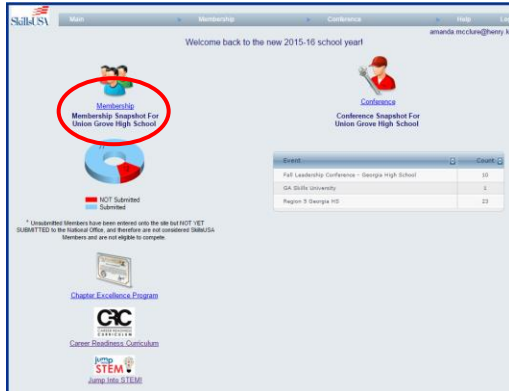 SkillsUSA
Main
Membership
Conference
Help
amanda.mcclure@henry.k
Welcome back to the new 2015-16 school year!
Membership
Membership Snapshot For
Union Grove High School
NOT Submitted
Submitted
* Unsubmitted Members have been entered onto the site but NOT YET
SUBMITTED to the National Office, and therefore are not considered SkillsUSA
Members and are not eligible to compete.
Chapter Excellence Program
CRC
Career Readiness Curriculum
jump
STEM
Jump Into STEM!
Conference
Conference Snapshot For
Union Grove High School
Event Count
Fall Leadership Conference - Georgia High School 10
GA Skills University
Region 5 Georgia HS 23